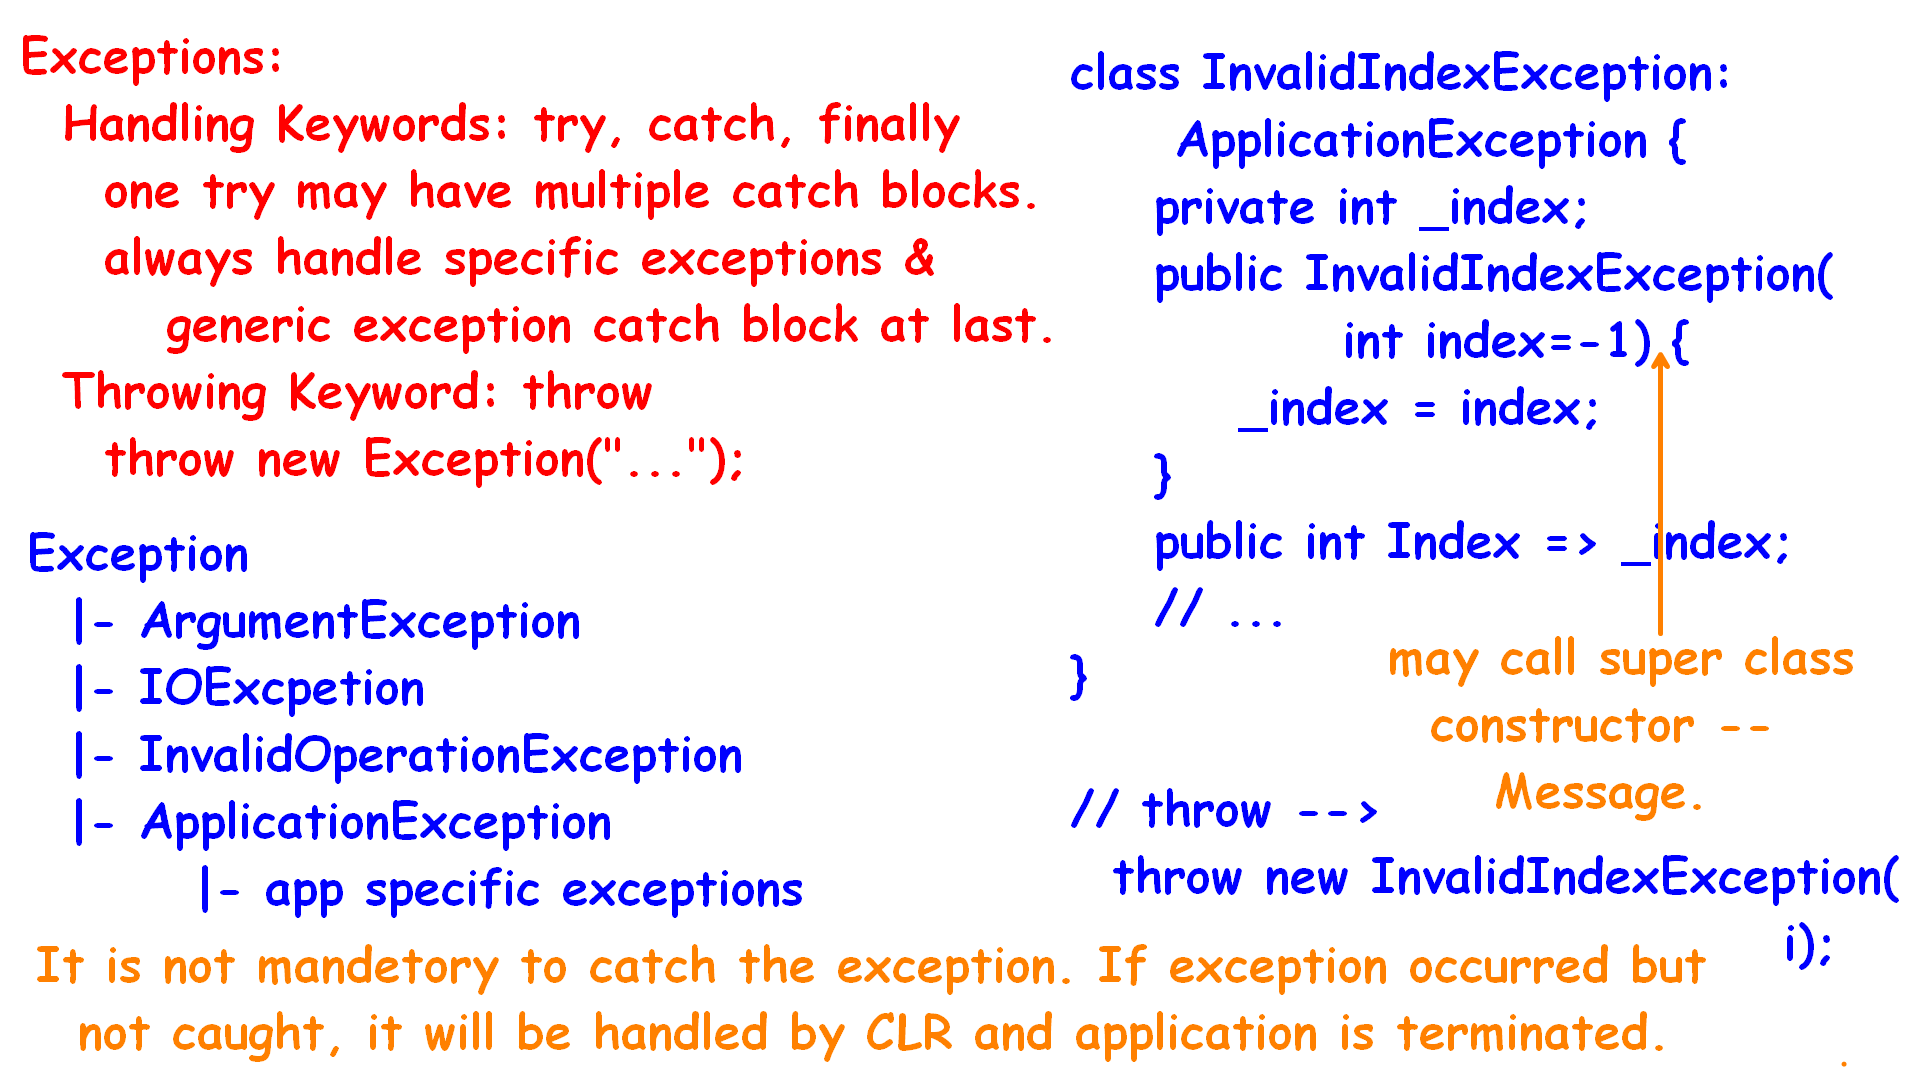 Exceptions:
Handling Keywords: try, catch, finally
one try may have multiple catch blocks.
always handle specific exceptions &
generic exception catch block at last.
Throwing Keyword: throw
throw new Exception("...");
Exception
|- ArgumentException
|- IOExcpetion
|- InvalidOperationException
|- ApplicationException
|- app specific exceptions
class InvalidIndexException:
ApplicationException {
private int _index;
public InvalidIndexException(
int index=-1) {
_index = index;
}
public int Index => _index;
// ...
}
may call super class
constructor --
Message.
// throw -->
throw new InvalidIndexException(
i);
It is not mandetory to catch the exception. If exception occurred but
not caught, it will be handled by CLR and application is terminated.
.